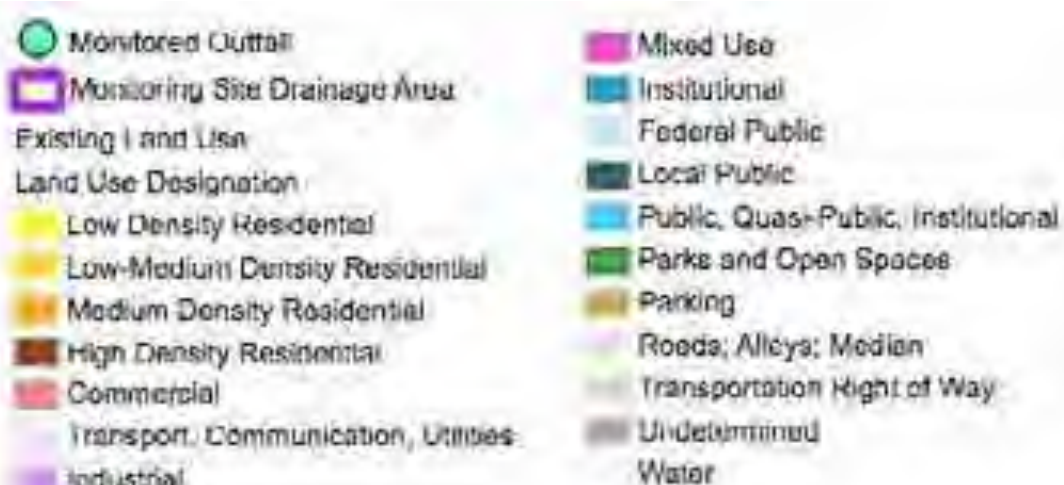 Monitored Outfall
Monitoring Site Drainage Area
Existing Land Use
Land Use Designation
Low Density Residential
Low-Medium Density Residential
Medium Density Residential
High Density Residential
Commercial
Transport, Communication, Utilities
Industrial
Mixed Use
Institutional
Federal Public
Local Public
Public, Quasi-Public, Institutional
Parks and Open Spaces
Parking
Roads; Alleys; Median
Transportation Right of Way
Undetermined
Water